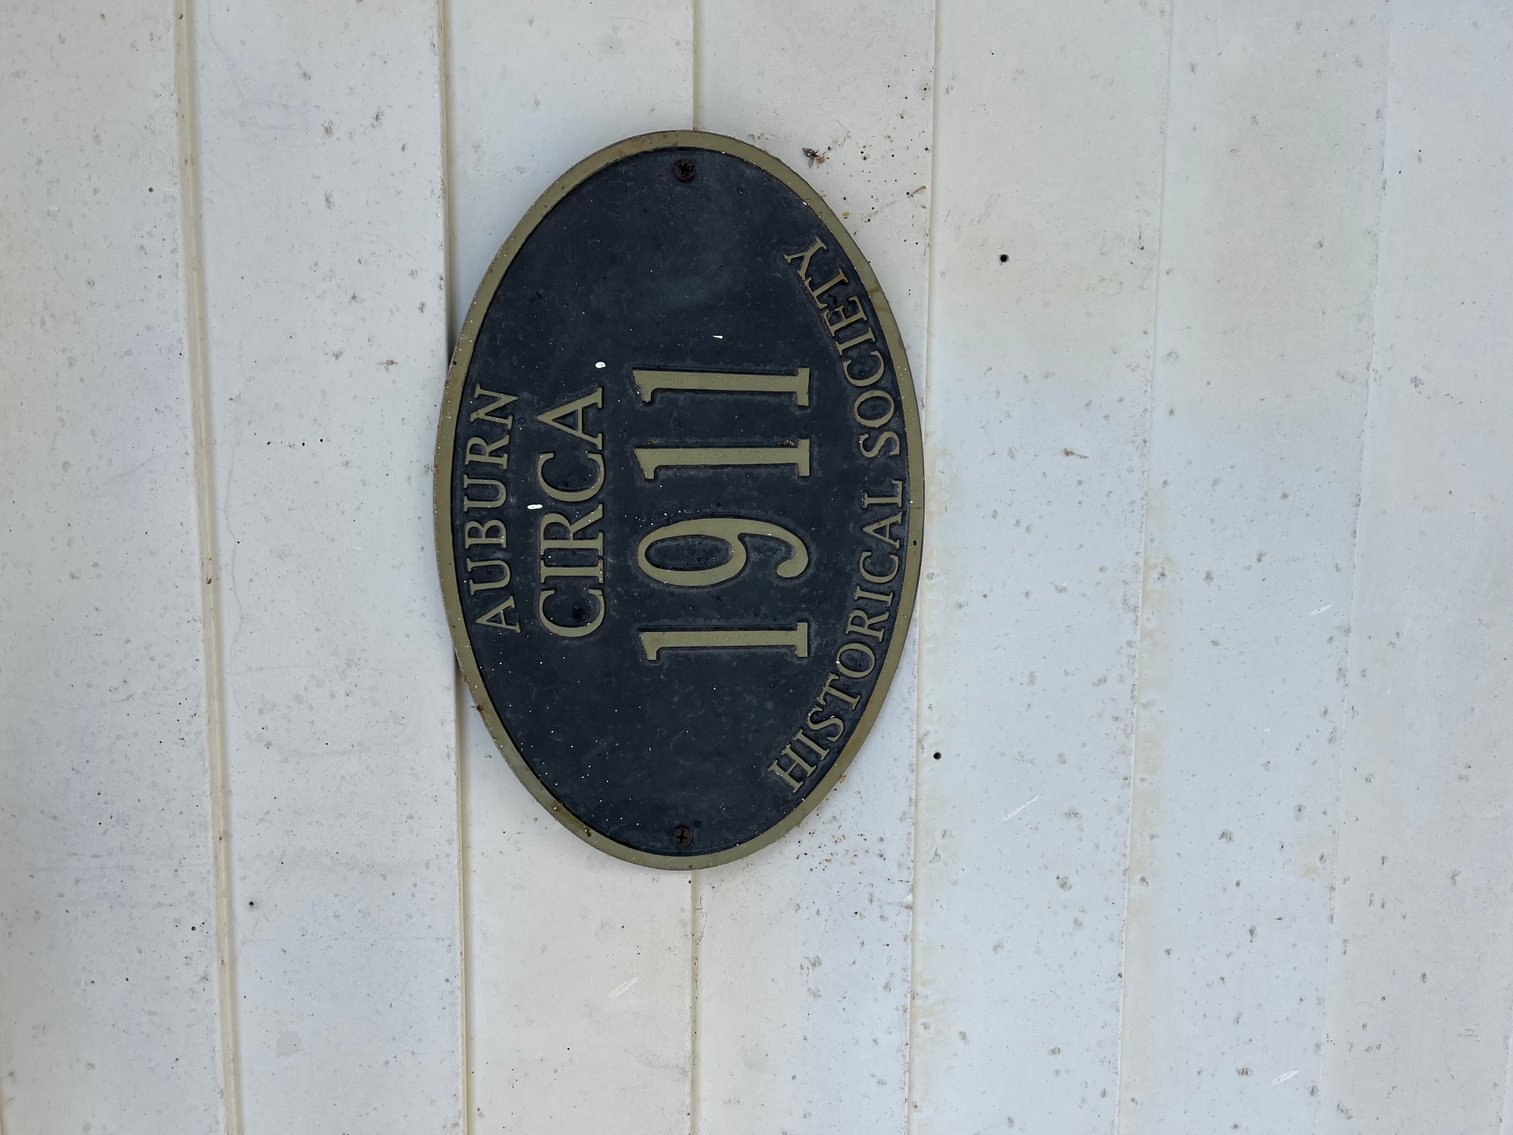 AUBURN
CIRCA
1911
HISTORICAL SOCIETY